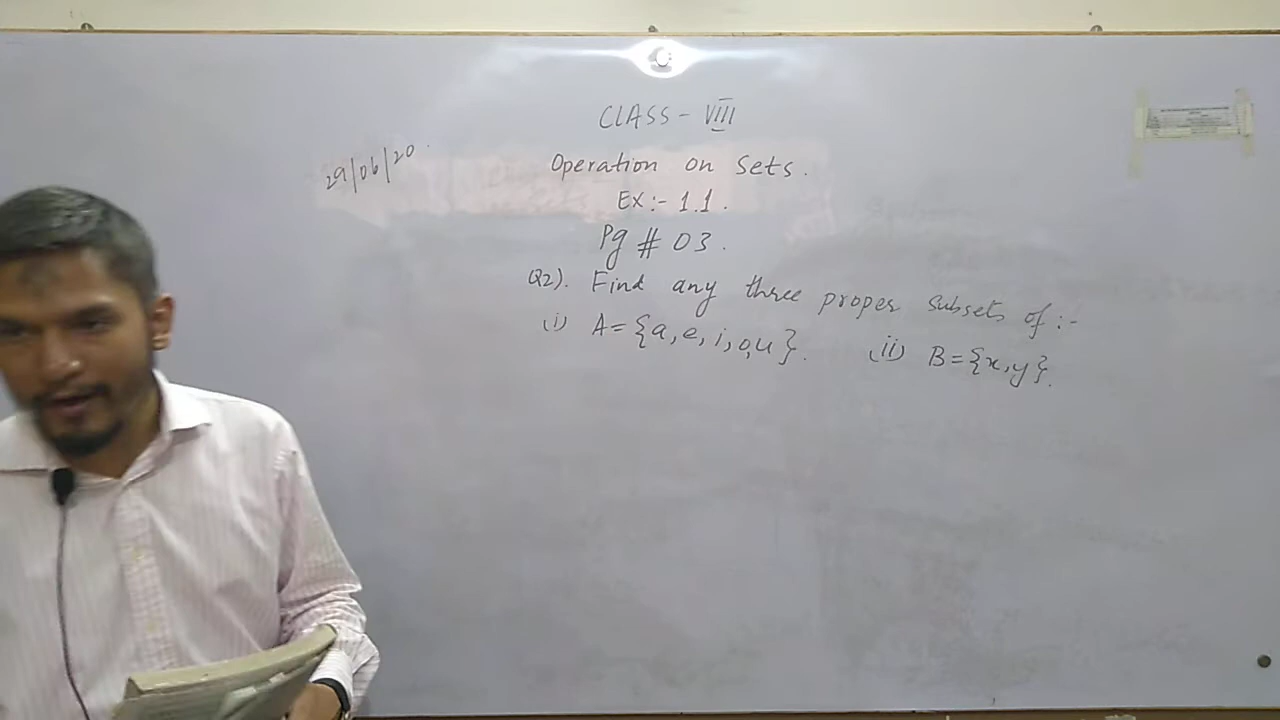 CLASS - VIII
29/06/20.
Operation on Sets.
Ex:- 1.1.
Pg # 03.
Q2). Find any three proper subsets of :-
(i) A={a, e, i, o, u}. (ii) B={x, y}.